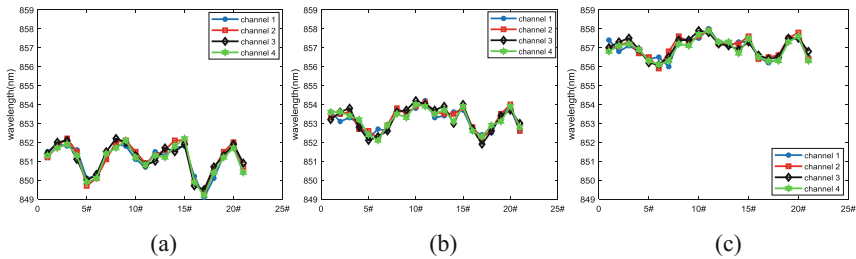 859
858
857
856
855
854
853
852
851
850
849
wavelength(nm)
0 5# 10# 15# 20# 25#
channel 1
channel 2
channel 3
channel 4
(a)
859
858
857
856
855
854
853
852
851
850
849
wavelength(nm)
0 5# 10# 15# 20# 25#
channel 1
channel 2
channel 3
channel 4
(b)
859
858
857
856
855
854
853
852
851
850
849
wavelength(nm)
0 5# 10# 15# 20# 25#
channel 1
channel 2
channel 3
channel 4
(c)